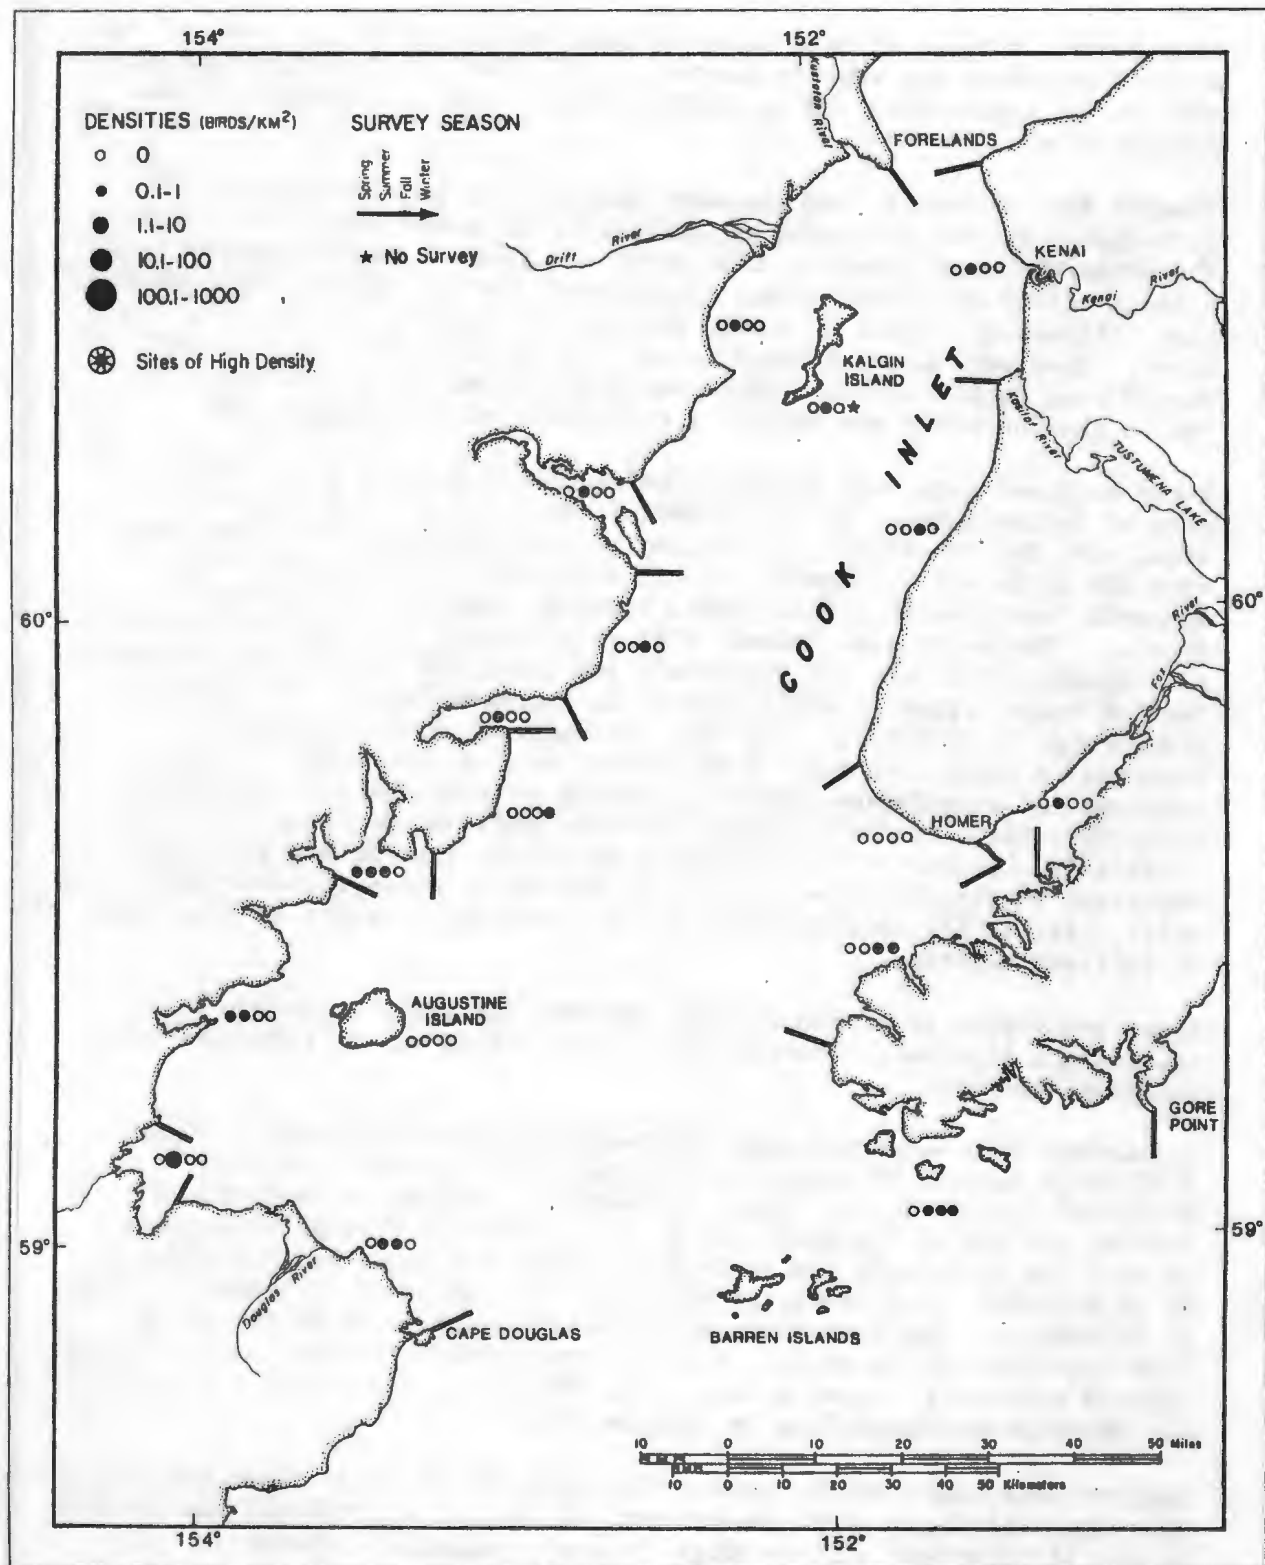 154°
152°
DENSITIES (BIRDS/KM²)
0
0.1-1
1.1-10
10.1-100
100.1-1000
Sites of High Density
SURVEY SEASON
Spring
Summer
Fall
Winter
★ No Survey
Kustatan River
FORELANDS
Drift River
KENAI
Kenai River
KALGIN
ISLAND
COOK INLET
Kasilof River
TUSTUMENA LAKE
60°
60°
Fox River
HOMER
AUGUSTINE
ISLAND
GORE
POINT
59°
59°
Douglas River
CAPE DOUGLAS
BARREN ISLANDS
10 0 10 20 30 40 50 Miles
10 0 10 20 30 40 50 Kilometers
154°
152°